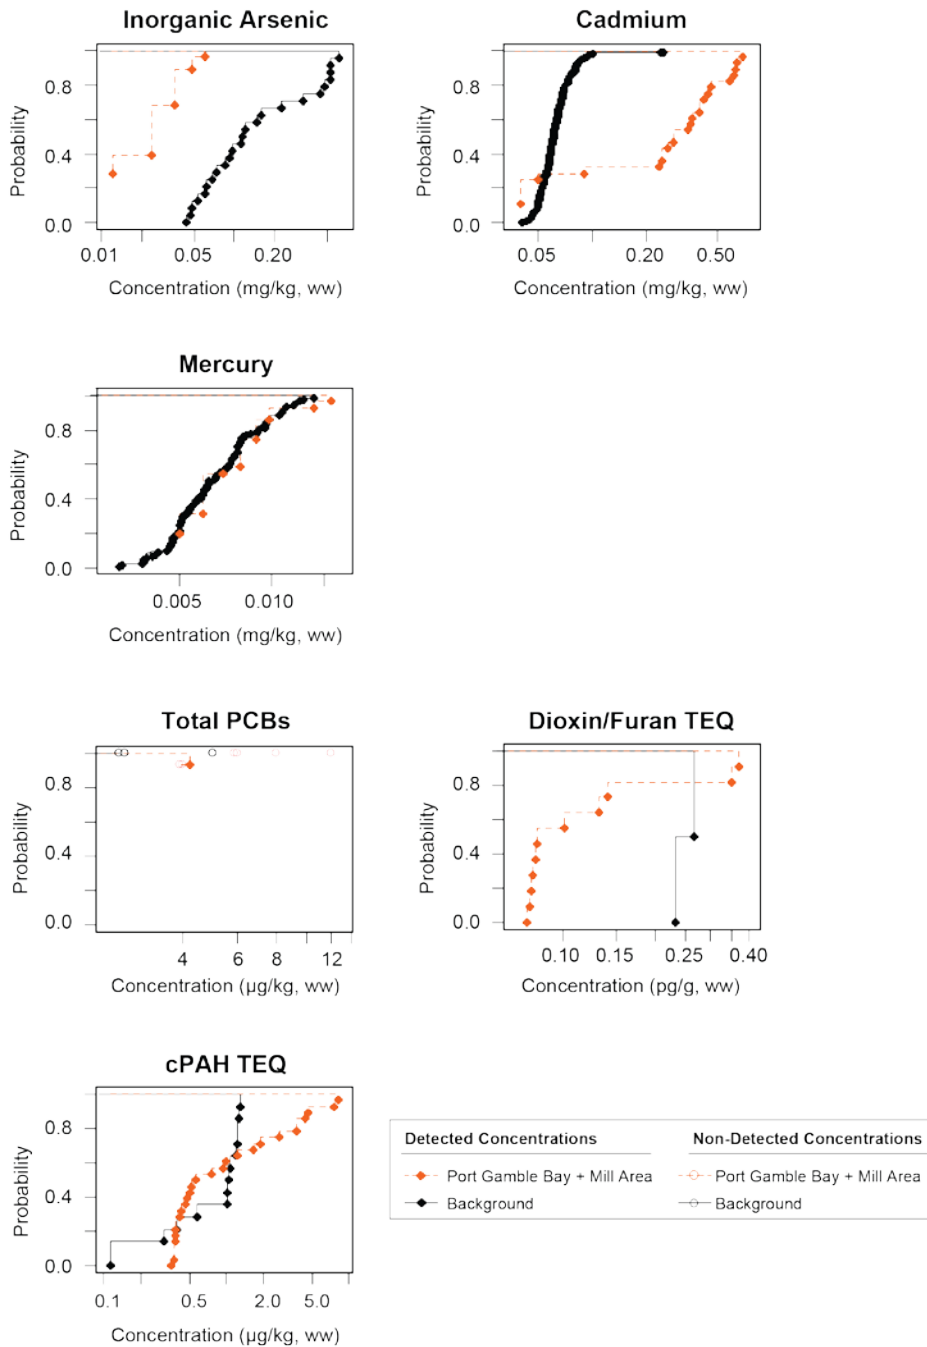 Inorganic Arsenic
Probability
0.8
0.4
0.0
0.01 0.05 0.20
Concentration (mg/kg, ww)
Cadmium
Probability
0.8
0.4
0.0
0.05 0.20 0.50
Concentration (mg/kg, ww)
Mercury
Probability
0.8
0.4
0.0
0.005 0.010
Concentration (mg/kg, ww)
Total PCBs
Probability
0.8
0.4
0.0
4 6 8 12
Concentration (µg/kg, ww)
Dioxin/Furan TEQ
Probability
0.8
0.4
0.0
0.10 0.15 0.25 0.40
Concentration (pg/g, ww)
cPAH TEQ
Probability
0.8
0.4
0.0
0.1 0.5 2.0 5.0
Concentration (µg/kg, ww)
Detected Concentrations
Port Gamble Bay + Mill Area
Background
Non-Detected Concentrations
Port Gamble Bay + Mill Area
Background